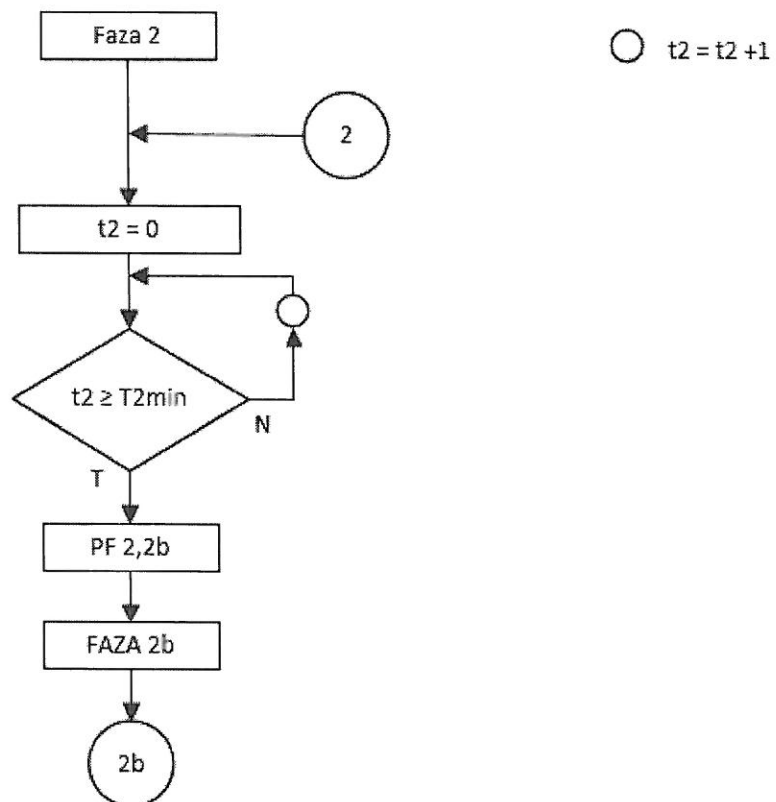 Faza 2
t2 = t2 +1
2
t2 = 0
t2 ≥ T2min
N
T
PF 2,2b
FAZA 2b
2b